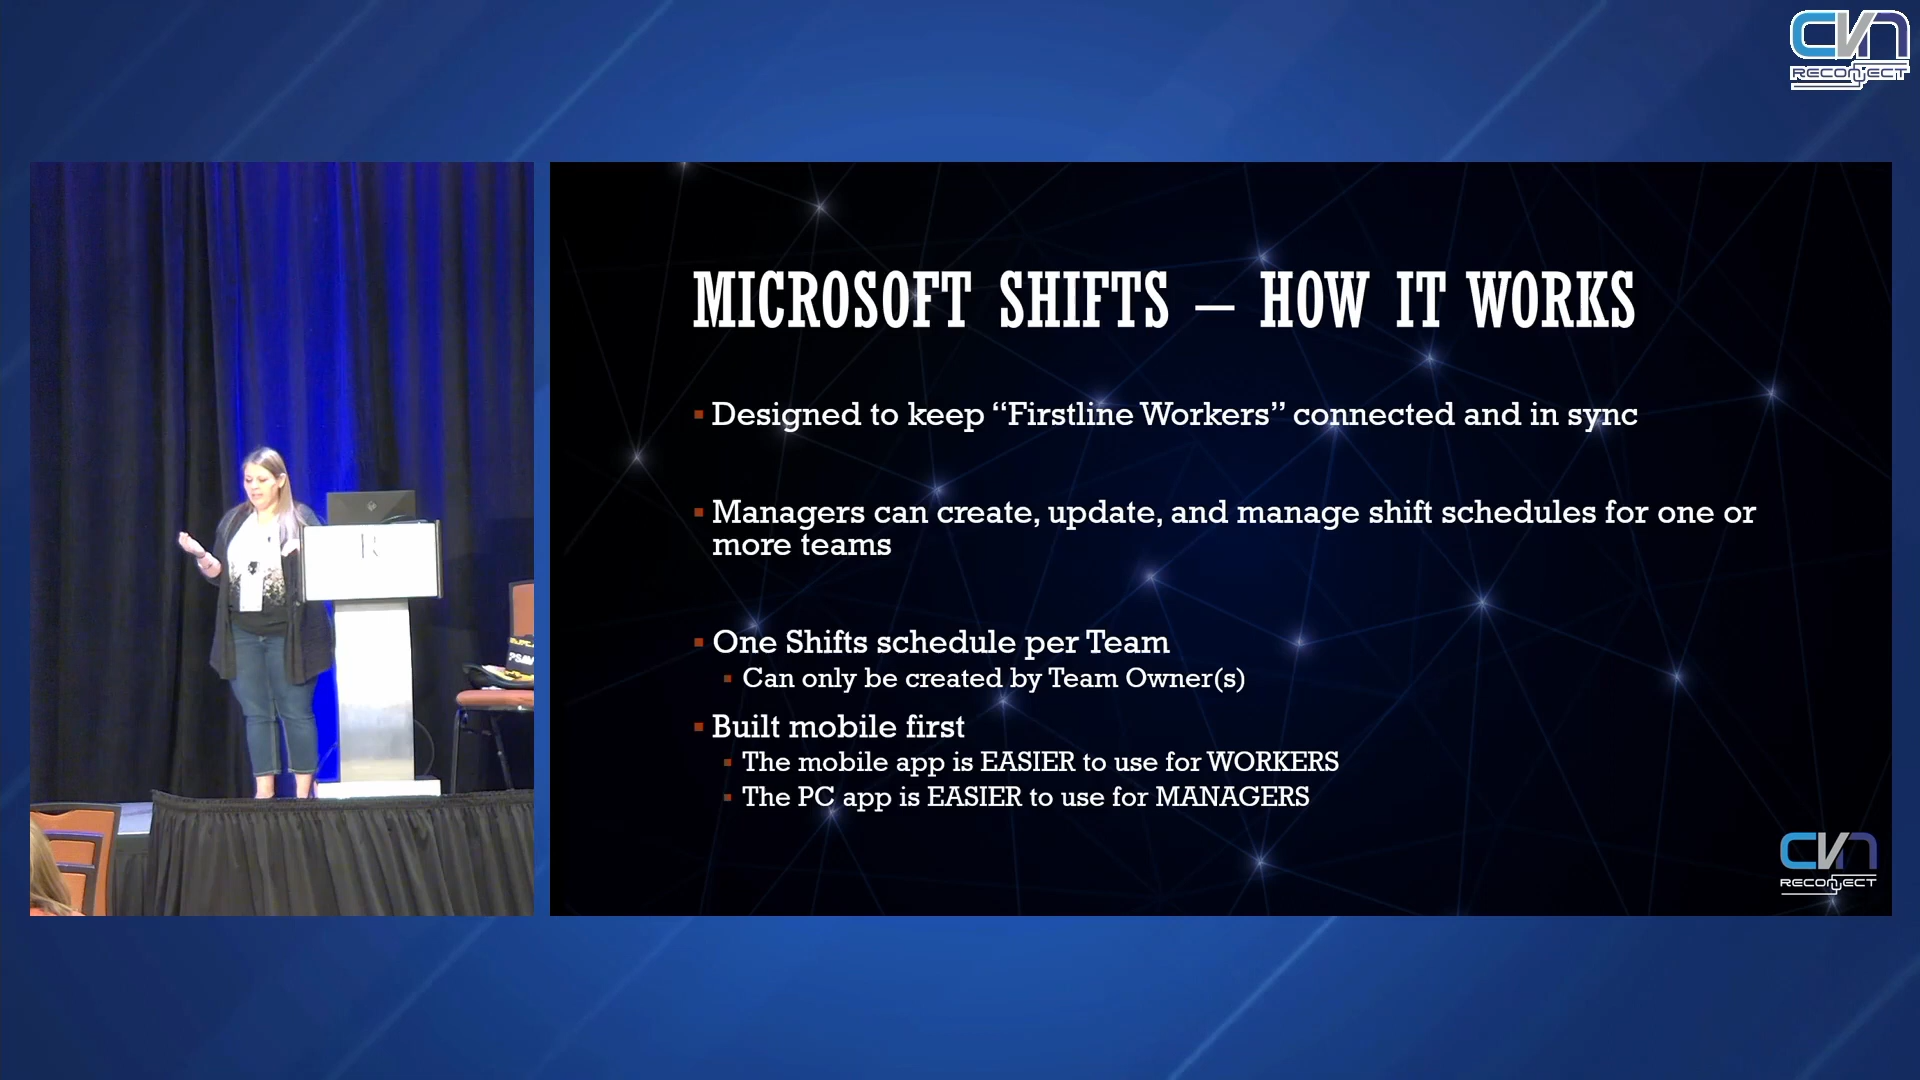 CVN
RECONNECT
MICROSOFT SHIFTS – HOW IT WORKS
▪ Designed to keep “Firstline Workers” connected and in sync
▪ Managers can create, update, and manage shift schedules for one or
more teams
▪ One Shifts schedule per Team
▪ Can only be created by Team Owner(s)
▪ Built mobile first
▪ The mobile app is EASIER to use for WORKERS
▪ The PC app is EASIER to use for MANAGERS
R
PSAV
CVN
RECONNECT